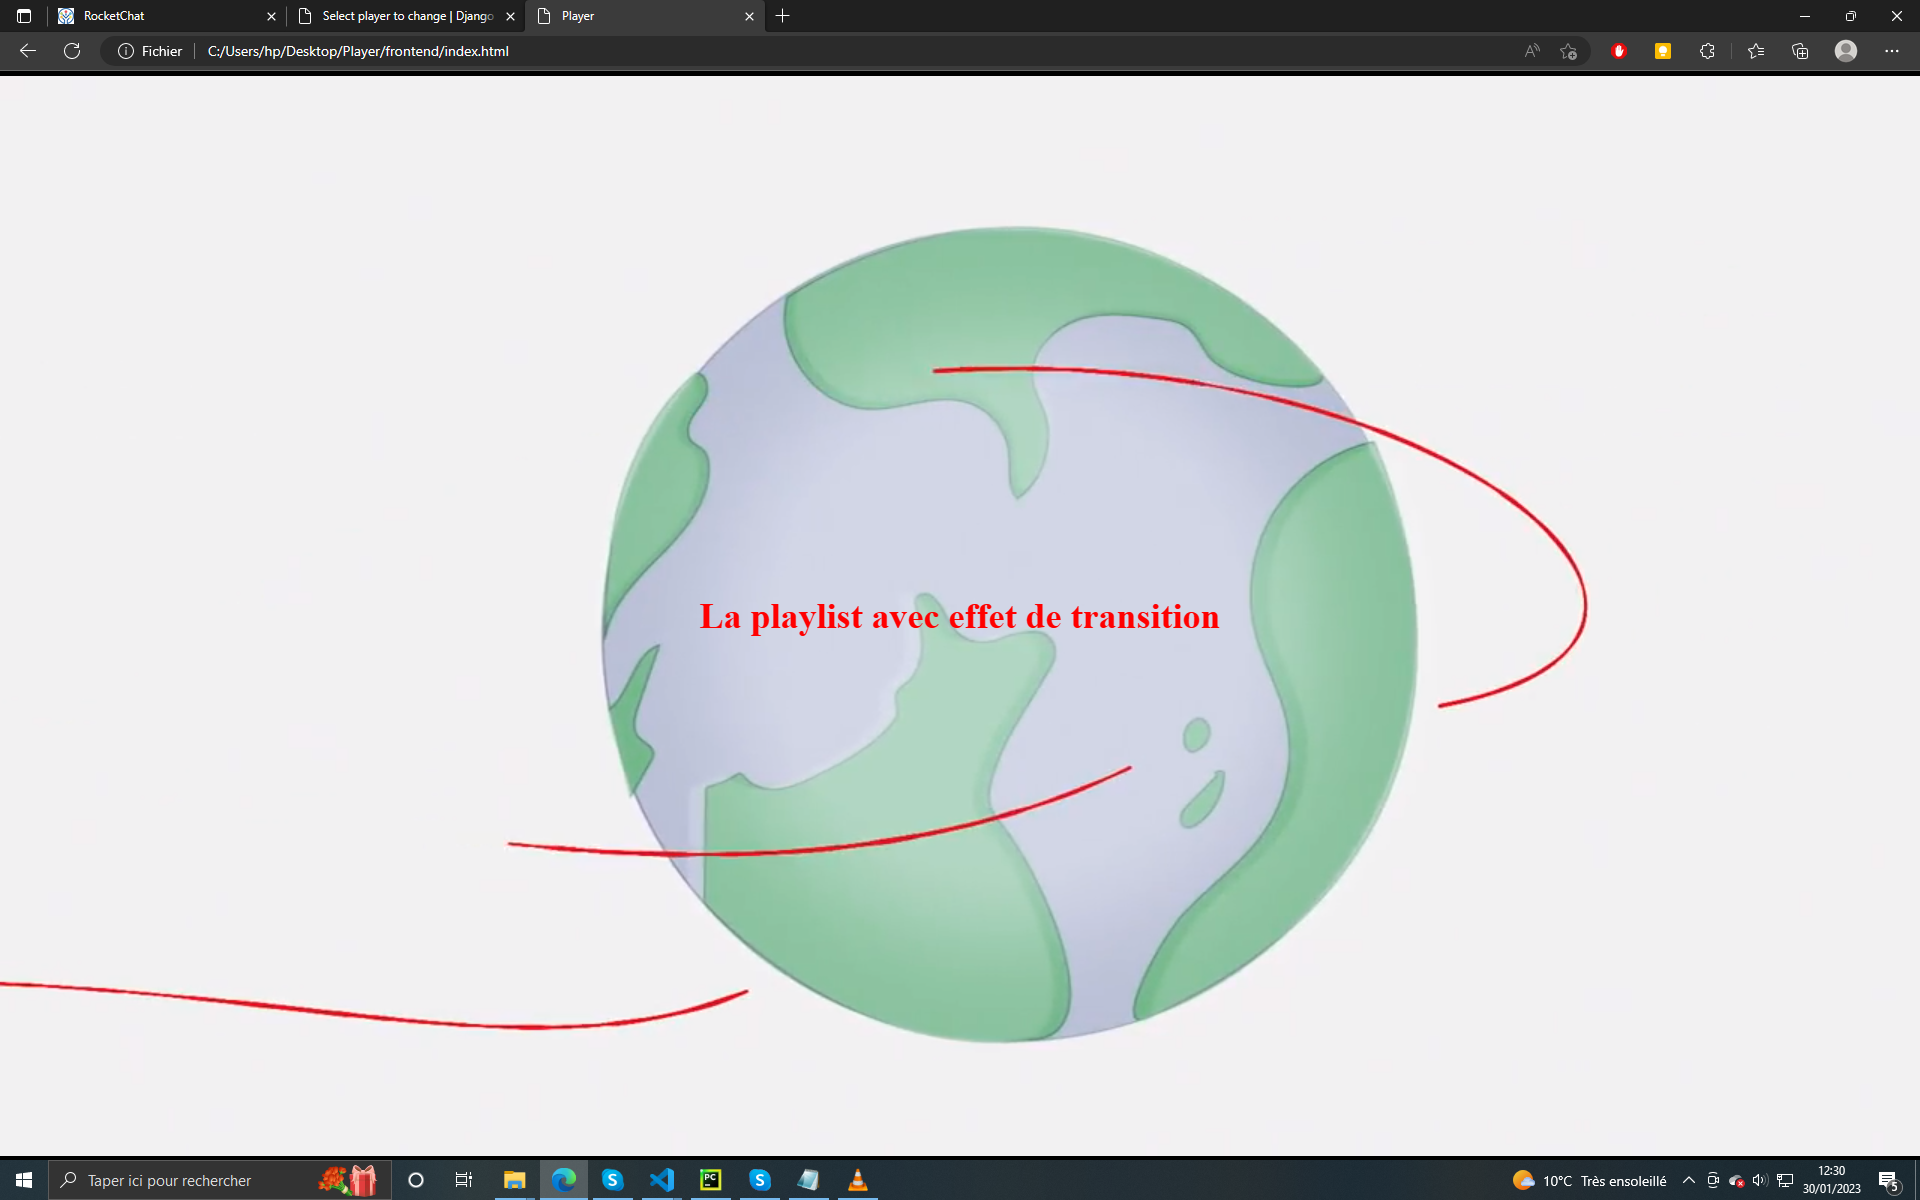 RocketChat
Select player to change | Django
Player
Fichier
C:/Users/hp/Desktop/Player/frontend/index.html
La playlist avec effet de transition
Taper ici pour rechercher
10°C Très ensoleillé
12:30
30/01/2023
5